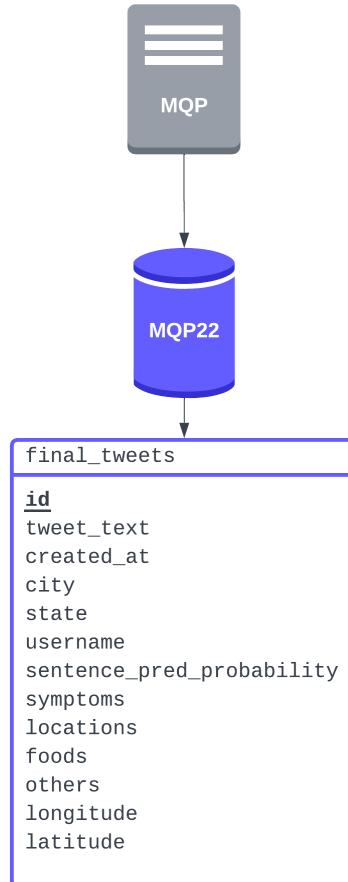 MQP
MQP22
final_tweets
id
tweet_text
created_at
city
state
username
sentence_pred_probability
symptoms
locations
foods
others
longitude
latitude